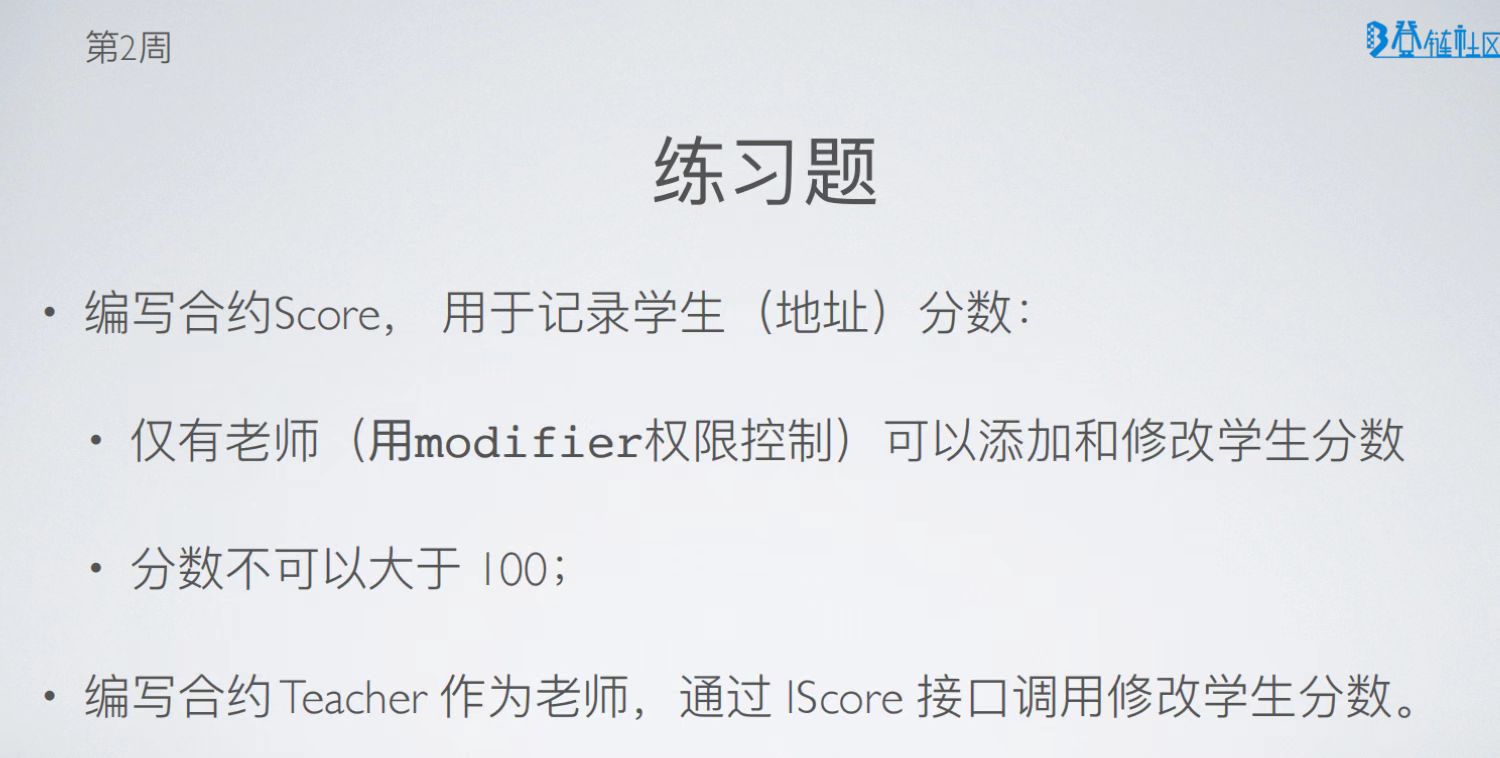 第2周
登链社区
练习题
• 编写合约Score， 用于记录学生（地址）分数：
• 仅有老师（用modifier权限控制）可以添加和修改学生分数
• 分数不可以大于 100；
• 编写合约 Teacher 作为老师，通过 IScore 接口调用修改学生分数。